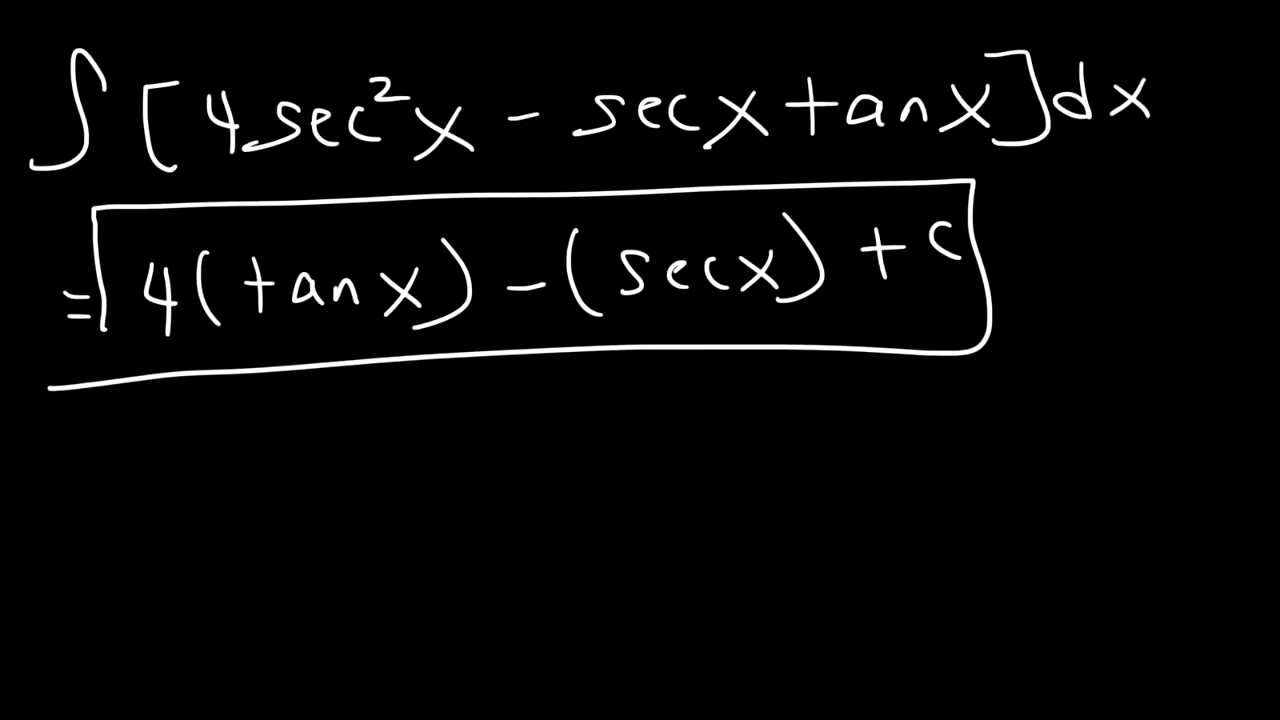 ∫ [4sec²x - secx tanx]dx
= 4(tanx) - (secx) + c